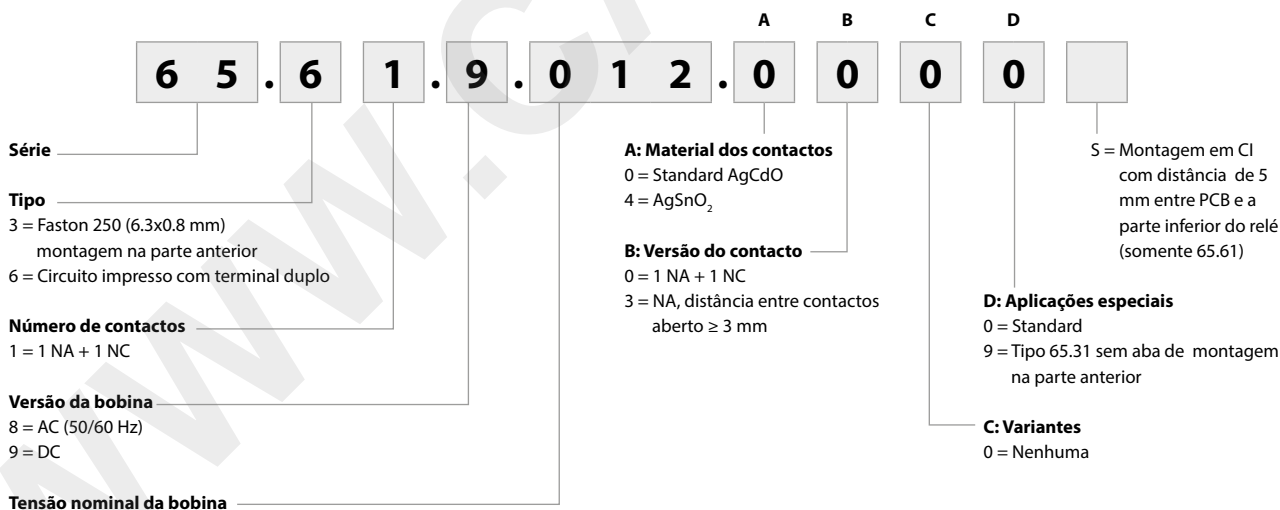 A B C D
6 5 . 6 1 . 9 . 0 1 2 . 0 0 0 0
Série
Tipo
3 = Faston 250 (6.3x0.8 mm)
montagem na parte anterior
6 = Circuito impresso com terminal duplo
Número de contactos
1 = 1 NA + 1 NC
Versão da bobina
8 = AC (50/60 Hz)
9 = DC
Tensão nominal da bobina
A: Material dos contactos
0 = Standard AgCdO
4 = AgSnO₂
B: Versão do contacto
0 = 1 NA + 1 NC
3 = NA, distância entre contactos
aberto ≥ 3 mm
S = Montagem em CI
com distância de 5
mm entre PCB e a
parte inferior do relé
(somente 65.61)
D: Aplicações especiais
0 = Standard
9 = Tipo 65.31 sem aba de montagem
na parte anterior
C: Variantes
0 = Nenhuma